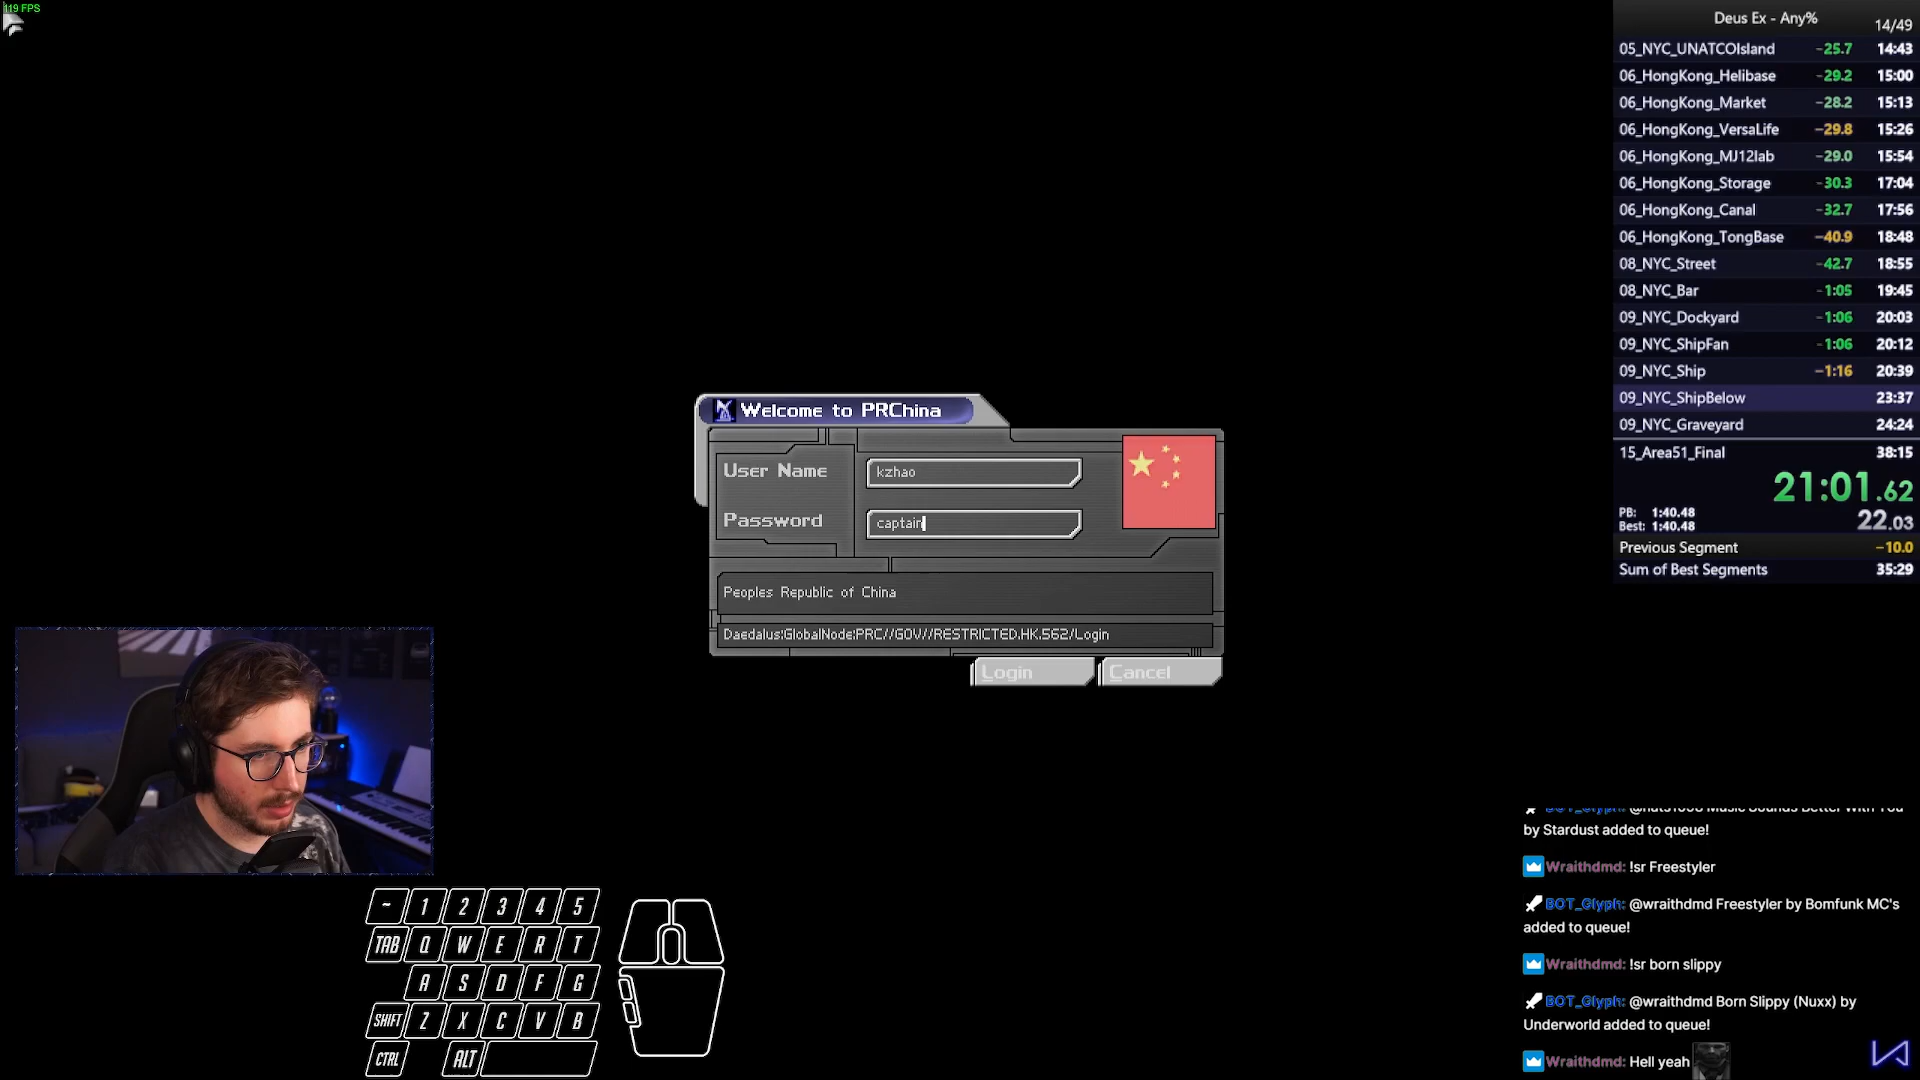 119 FPS
Deus Ex - Any%
14/49
05_NYC_UNATCOIsland -25.7 14:43
06_HongKong_Helibase -29.2 15:00
06_HongKong_Market -28.2 15:13
06_HongKong_VersaLife -29.8 15:26
06_HongKong_MJ12lab -29.0 15:54
06_HongKong_Storage -30.3 17:04
06_HongKong_Canal -32.7 17:56
06_HongKong_TongBase -40.9 18:48
08_NYC_Street -42.7 18:55
08_NYC_Bar -1:05 19:45
09_NYC_Dockyard -1:06 20:03
09_NYC_ShipFan -1:06 20:12
09_NYC_Ship -1:16 20:39
09_NYC_ShipBelow 23:37
09_NYC_Graveyard 24:24
15_Area51_Final 38:15
21:01.62
PB: 1:40.48
Best: 1:40.48
22.03
Previous Segment -10.0
Sum of Best Segments 35:29
Welcome to PRChina
User Name kzhao
Password captain
Peoples Republic of China
Daedalus:GlobalNode:PRC//GOV//RESTRICTED.HK.562/Login
Login Cancel
~ 1 2 3 4 5
TAB Q W E R T
A S D F G
SHIFT Z X C V B
CTRL ALT
Music Sounds Better With You
by Stardust added to queue!
Wraithdmd: !sr Freestyler
BOT_Glyph: @wraithdmd Freestyler by Bomfunk MC's
added to queue!
Wraithdmd: !sr born slippy
BOT_Glyph: @wraithdmd Born Slippy (Nuxx) by
Underworld added to queue!
Wraithdmd: Hell yeah